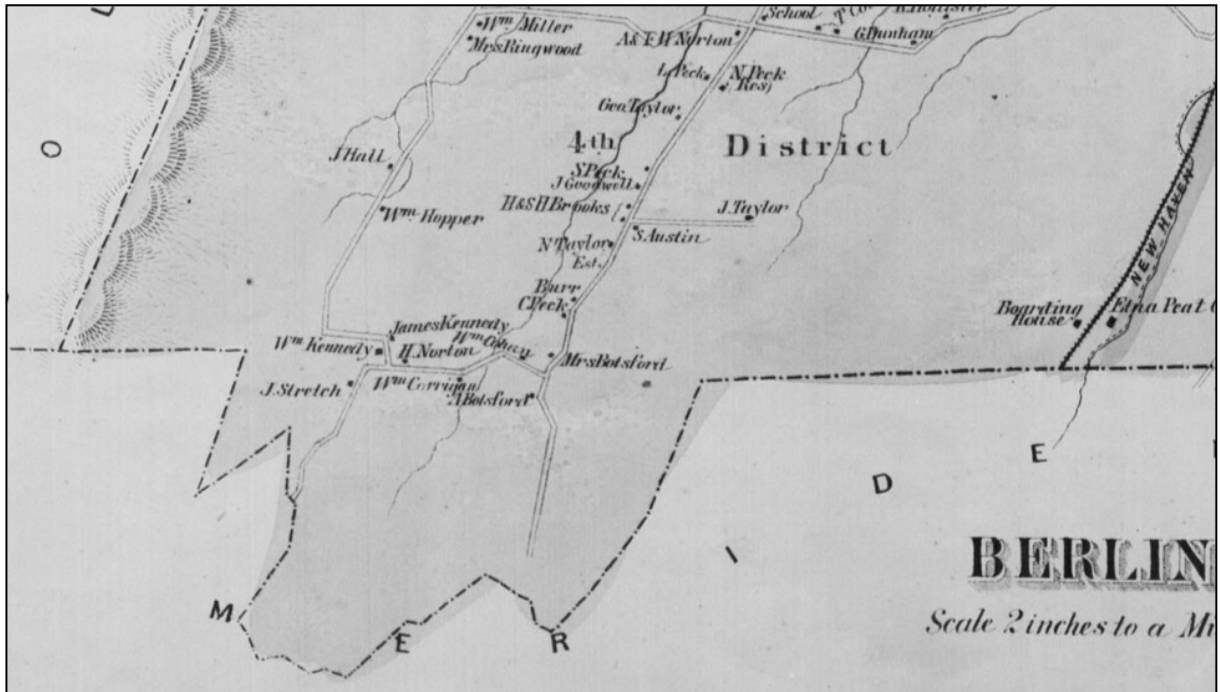 School
Wm Miller
Mrs Ringwood
A & F.W. Norton
G. Dunham
L. Peck
N. Peck
Res
Geo. Taylor
4th District
J Hall
S. Peck
J. Goodwell
H & S H. Brooks
J. Taylor
Wm Hopper
S. Austin
N Taylor
Est.
NEW HAVEN
Burr
C. Peck
Boarding
House
Etna Peat
James Kennedy
Wm Kennedy
H. Norton
Mrs Botsford
J. Stretch
Wm Corrigan
A Botsford
O
M E R I D E
BERLIN
Scale 2 inches to a